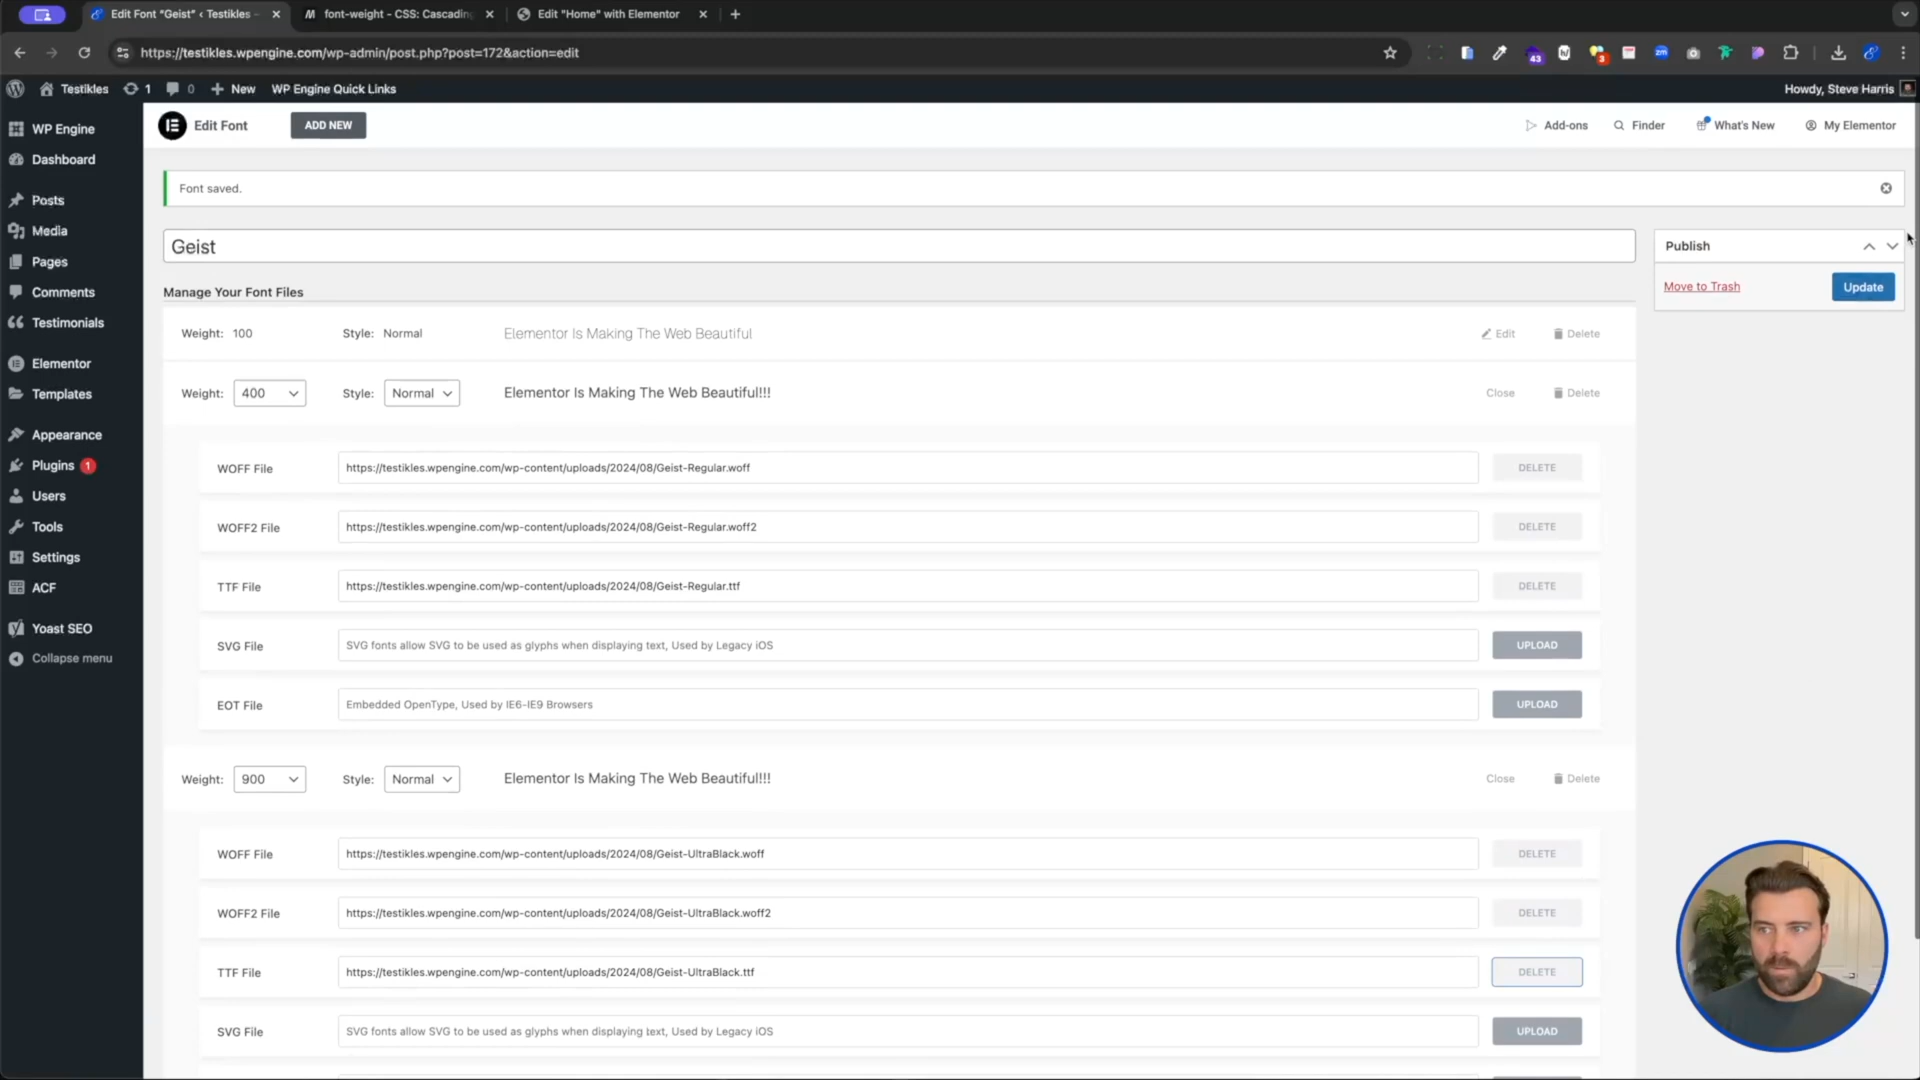 Edit Font "Geist" ‹ Testikles –
font-weight - CSS: Cascading
Edit "Home" with Elementor
https://testikles.wpengine.com/wp-admin/post.php?post=172&action=edit
43
3
zm
Testikles
1
0
New
WP Engine Quick Links
Howdy, Steve Harris
WP Engine
Dashboard
Posts
Media
Pages
Comments
Testimonials
Elementor
Templates
Appearance
Plugins 1
Users
Tools
Settings
ACF
Yoast SEO
Collapse menu
Edit Font
ADD NEW
Add-ons
Finder
What's New
My Elementor
Font saved.
Geist
Publish
Move to Trash
Update
Manage Your Font Files
Weight: 100 Style: Normal Elementor Is Making The Web Beautiful Edit Delete
Weight: 400 Style: Normal Elementor Is Making The Web Beautiful!!! Close Delete
WOFF File https://testikles.wpengine.com/wp-content/uploads/2024/08/Geist-Regular.woff DELETE
WOFF2 File https://testikles.wpengine.com/wp-content/uploads/2024/08/Geist-Regular.woff2 DELETE
TTF File https://testikles.wpengine.com/wp-content/uploads/2024/08/Geist-Regular.ttf DELETE
SVG File SVG fonts allow SVG to be used as glyphs when displaying text, Used by Legacy iOS UPLOAD
EOT File Embedded OpenType, Used by IE6-IE9 Browsers UPLOAD
Weight: 900 Style: Normal Elementor Is Making The Web Beautiful!!! Close Delete
WOFF File https://testikles.wpengine.com/wp-content/uploads/2024/08/Geist-UltraBlack.woff DELETE
WOFF2 File https://testikles.wpengine.com/wp-content/uploads/2024/08/Geist-UltraBlack.woff2 DELETE
TTF File https://testikles.wpengine.com/wp-content/uploads/2024/08/Geist-UltraBlack.ttf DELETE
SVG File SVG fonts allow SVG to be used as glyphs when displaying text, Used by Legacy iOS UPLOAD